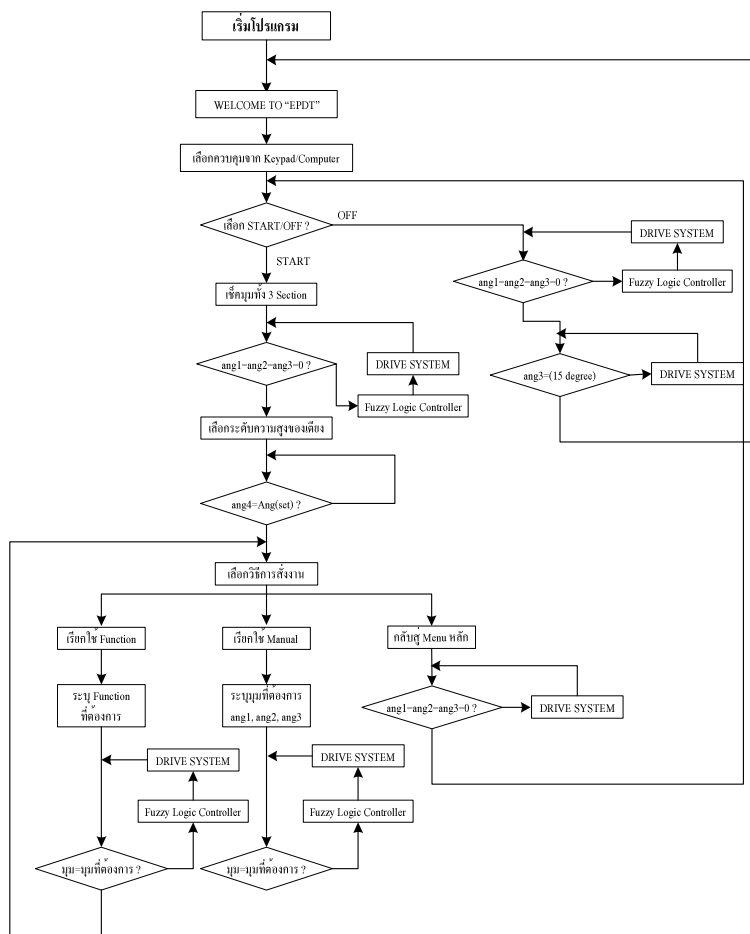 เริ่มโปรแกรม
WELCOME TO “EPDT”
เลือกควบคุมจาก Keypad/Computer
เลือก START/OFF ?
OFF
START
DRIVE SYSTEM
ang1=ang2=ang3=0 ?
Fuzzy Logic Controller
ang3=(15 degree)
DRIVE SYSTEM
เช็คมุมทั้ง 3 Section
ang1=ang2=ang3=0 ?
DRIVE SYSTEM
Fuzzy Logic Controller
เลือกระดับความสูงของเตียง
ang4=Ang(set) ?
เลือกวิธีการสั่งงาน
เรียกใช้ Function
เรียกใช้ Manual
กลับสู่ Menu หลัก
ระบุ Function
ที่ต้องการ
ระบุมุมที่ต้องการ
ang1, ang2, ang3
ang1=ang2=ang3=0 ?
DRIVE SYSTEM
DRIVE SYSTEM
Fuzzy Logic Controller
มุม=มุมที่ต้องการ ?
DRIVE SYSTEM
Fuzzy Logic Controller
มุม=มุมที่ต้องการ ?